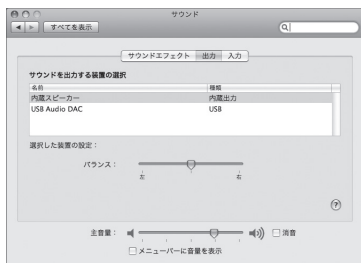 サウンド
すべてを表示
サウンドエフェクト 出力 入力
サウンドを出力する装置の選択
名前 種類
内蔵スピーカー 内蔵出力
USB Audio DAC USB
選択した装置の設定：
バランス：
左 右
?
主音量： 消音
メニューバーに音量を表示